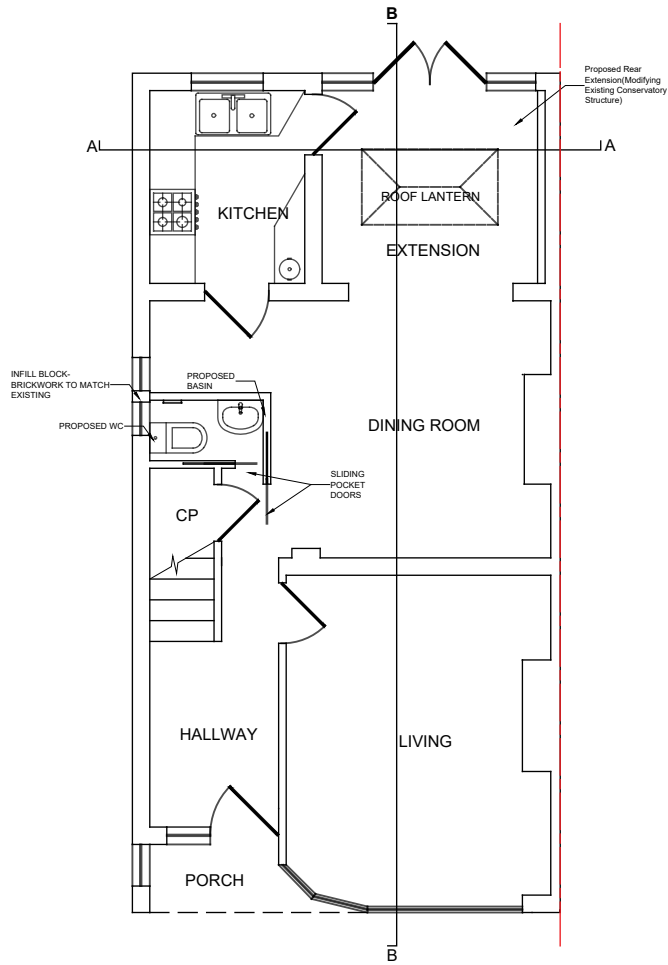 B
Proposed Rear
Extension(Modifying
Existing Conservatory
Structure)
A
A
ROOF LANTERN
KITCHEN
EXTENSION
INFILL BLOCK-
BRICKWORK TO MATCH
EXISTING
PROPOSED
BASIN
PROPOSED WC
DINING ROOM
SLIDING
POCKET
DOORS
CP
HALLWAY
LIVING
PORCH
B